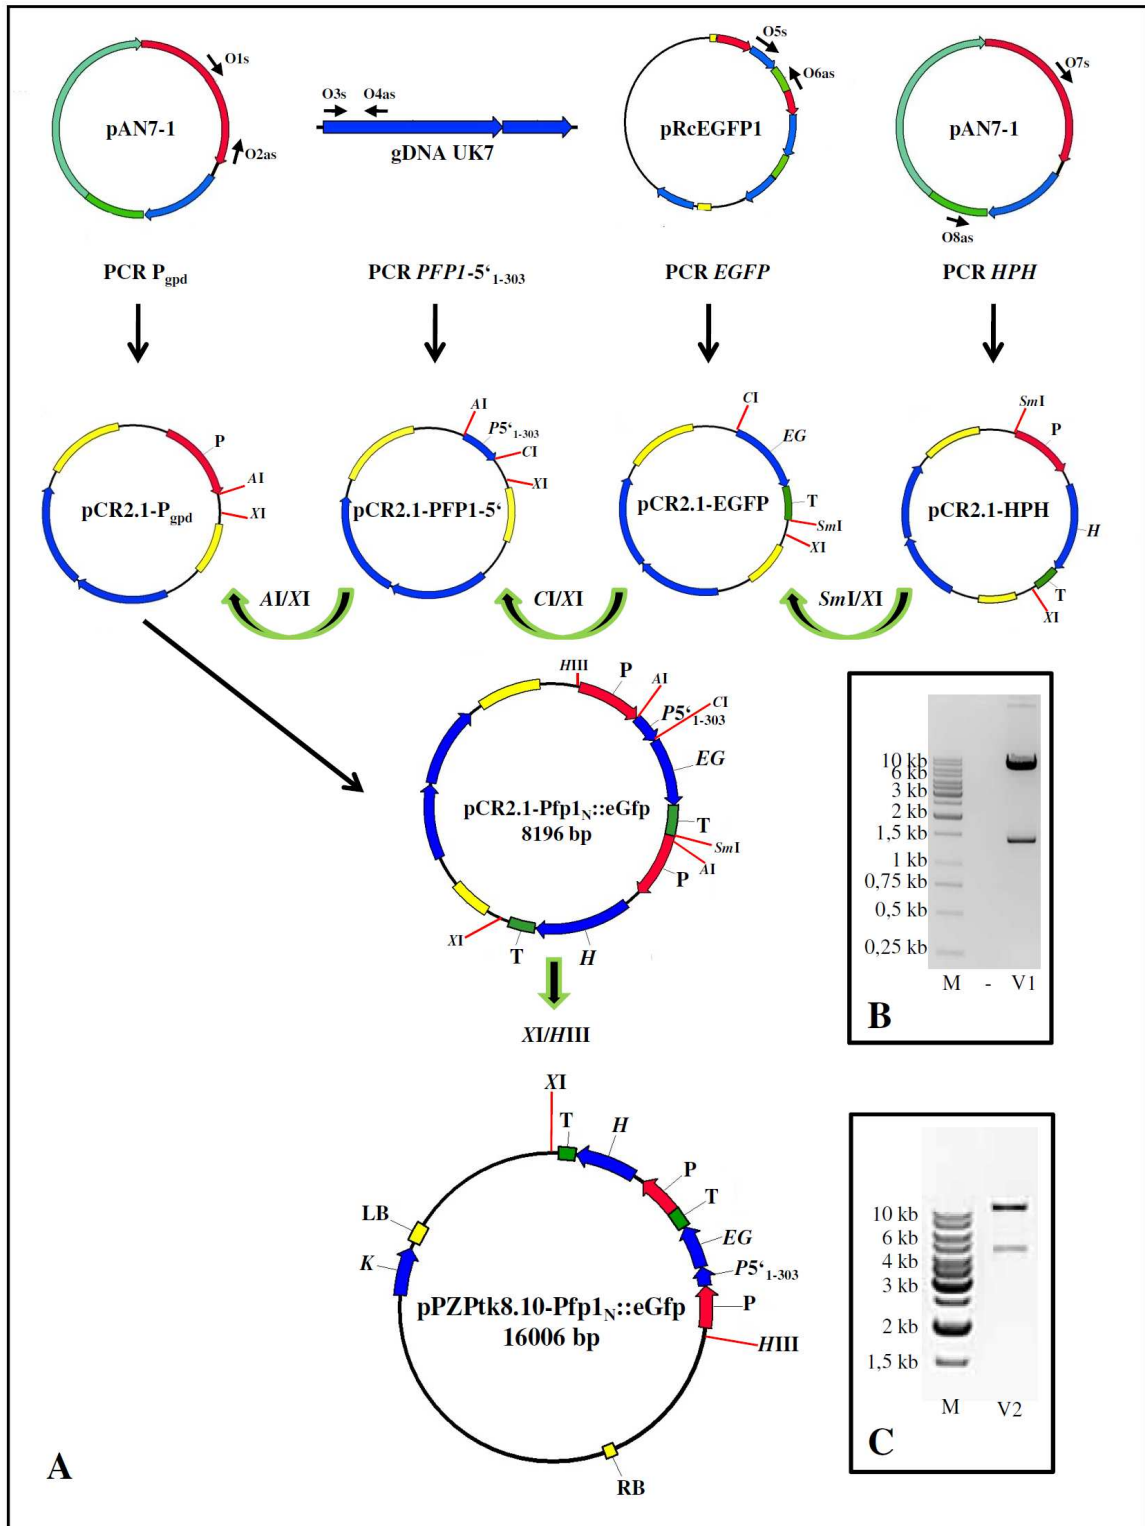 O1s
pAN7-1
O2as
O3s O4as
gDNA UK7
O5s
O6as
pRcEGFP1
O7s
pAN7-1
O8as
PCR Pgpd
PCR PFP1-5‘1-303
PCR EGFP
PCR HPH
P
AI
XI
pCR2.1-Pgpd
AI
P5‘1-303
CI
XI
pCR2.1-PFP1-5‘
CI
EG
T
SmI
XI
pCR2.1-EGFP
SmI
P
H
T
XI
pCR2.1-HPH
AI/XI
CI/XI
SmI/XI
HIII
P
AI
CI
P5‘1-303
EG
T
SmI
AI
P
H
T
XI
pCR2.1-Pfp1N::eGfp
8196 bp
XI/HIII
XI
T
H
P
T
EG
P5‘1-303
P
HIII
LB
K
RB
pPZPtk8.10-Pfp1N::eGfp
16006 bp
A
10 kb
6 kb
3 kb
2 kb
1,5 kb
1 kb
0,75 kb
0,5 kb
0,25 kb
M - V1
B
10 kb
6 kb
4 kb
3 kb
2 kb
1,5 kb
M V2
C